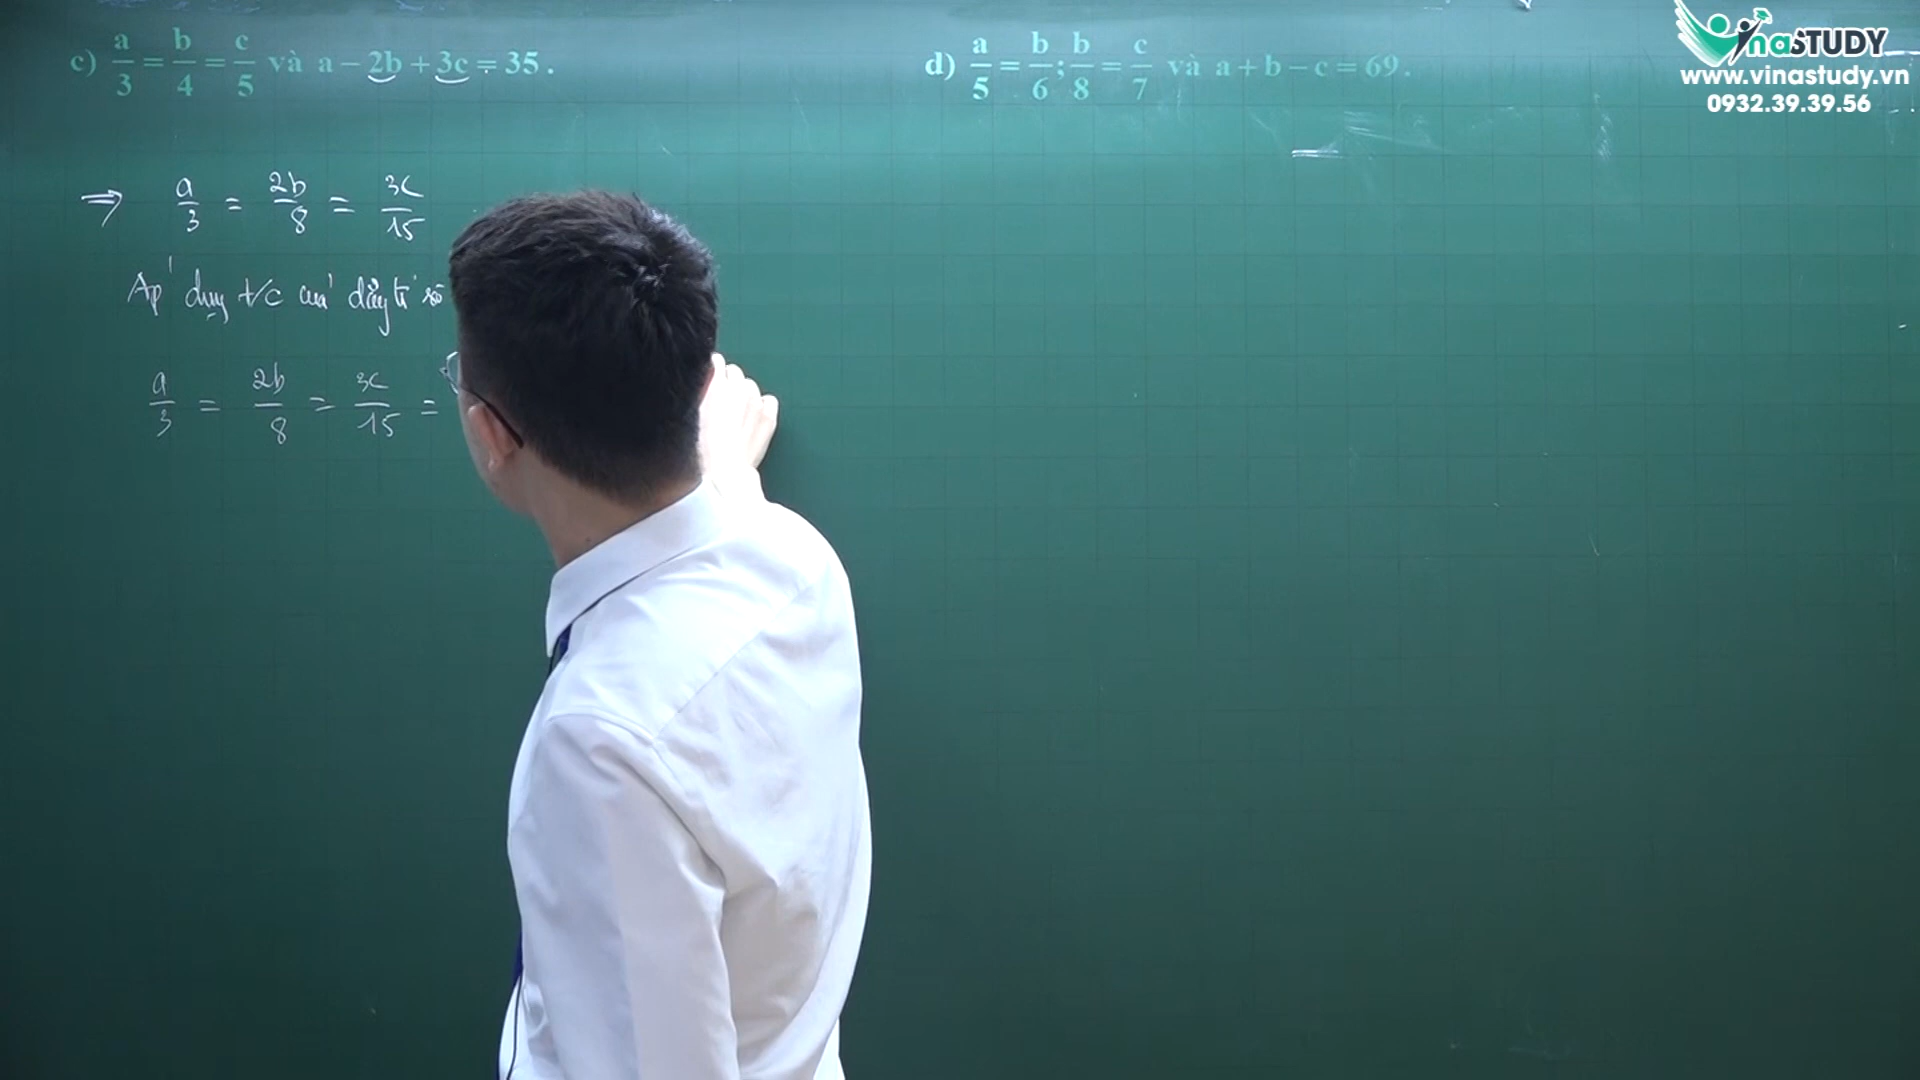 c) a/3 = b/4 = c/5 và a − 2b + 3c = 35.
d) a/5 = b/6; b/8 = c/7 và a + b − c = 69.
VinaSTUDY
www.vinastudy.vn
0932.39.39.56
⇒ a/3 = 2b/8 = 3c/15
Áp dụng t/c của dãy tỉ số
a/3 = 2b/8 = 3c/15 =